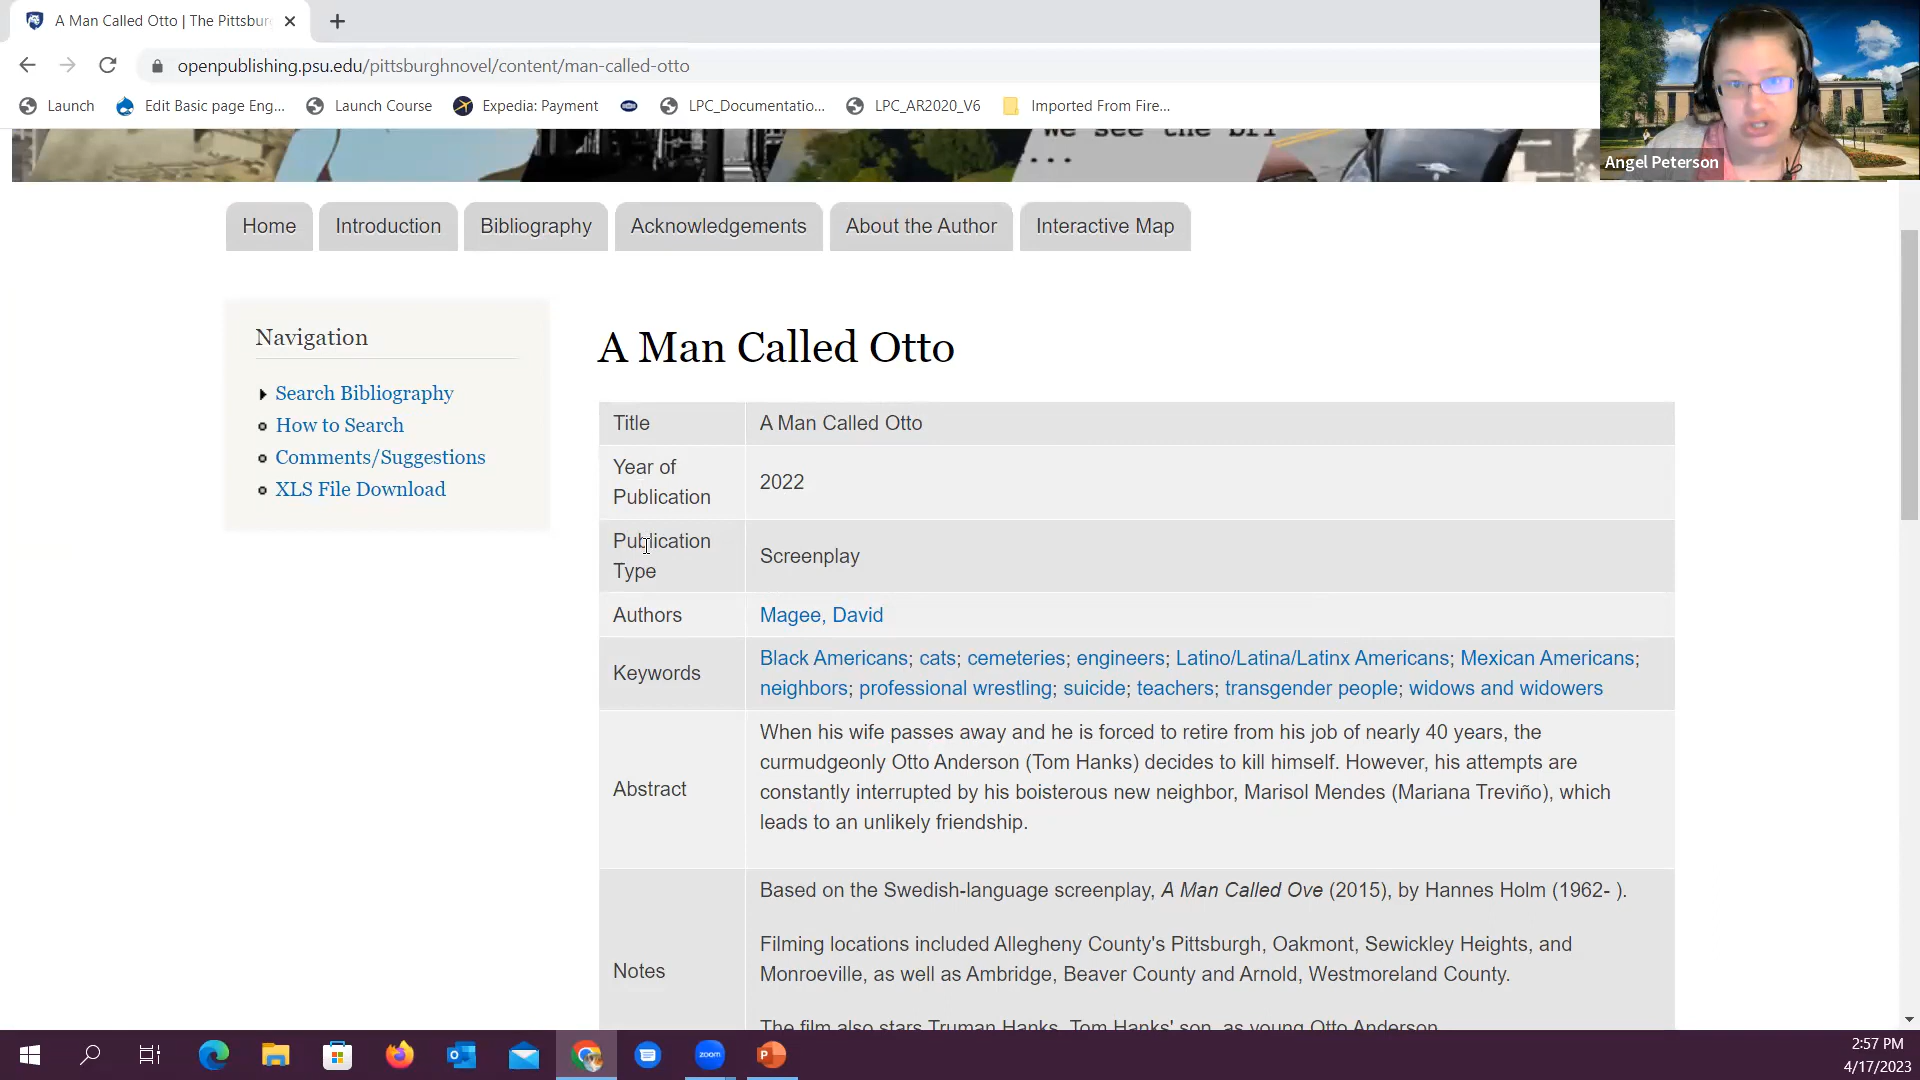 A Man Called Otto | The Pittsbur
openpublishing.psu.edu/pittsburghnovel/content/man-called-otto
Launch
Edit Basic page Eng...
Launch Course
Expedia: Payment
LPC_Documentatio...
LPC_AR2020_V6
Imported From Fire...
we see the bri
...
Angel Peterson
Home
Introduction
Bibliography
Acknowledgements
About the Author
Interactive Map
Navigation
Search Bibliography
How to Search
Comments/Suggestions
XLS File Download
A Man Called Otto
Title
A Man Called Otto
Year of
Publication
2022
Publication
Type
Screenplay
Authors
Magee, David
Keywords
Black Americans; cats; cemeteries; engineers; Latino/Latina/Latinx Americans; Mexican Americans;
neighbors; professional wrestling; suicide; teachers; transgender people; widows and widowers
Abstract
When his wife passes away and he is forced to retire from his job of nearly 40 years, the
curmudgeonly Otto Anderson (Tom Hanks) decides to kill himself. However, his attempts are
constantly interrupted by his boisterous new neighbor, Marisol Mendes (Mariana Treviño), which
leads to an unlikely friendship.
Notes
Based on the Swedish-language screenplay, A Man Called Ove (2015), by Hannes Holm (1962- ).
Filming locations included Allegheny County's Pittsburgh, Oakmont, Sewickley Heights, and
Monroeville, as well as Ambridge, Beaver County and Arnold, Westmoreland County.
The film also stars Truman Hanks, Tom Hanks' son, as young Otto Anderson.
zoom
2:57 PM
4/17/2023